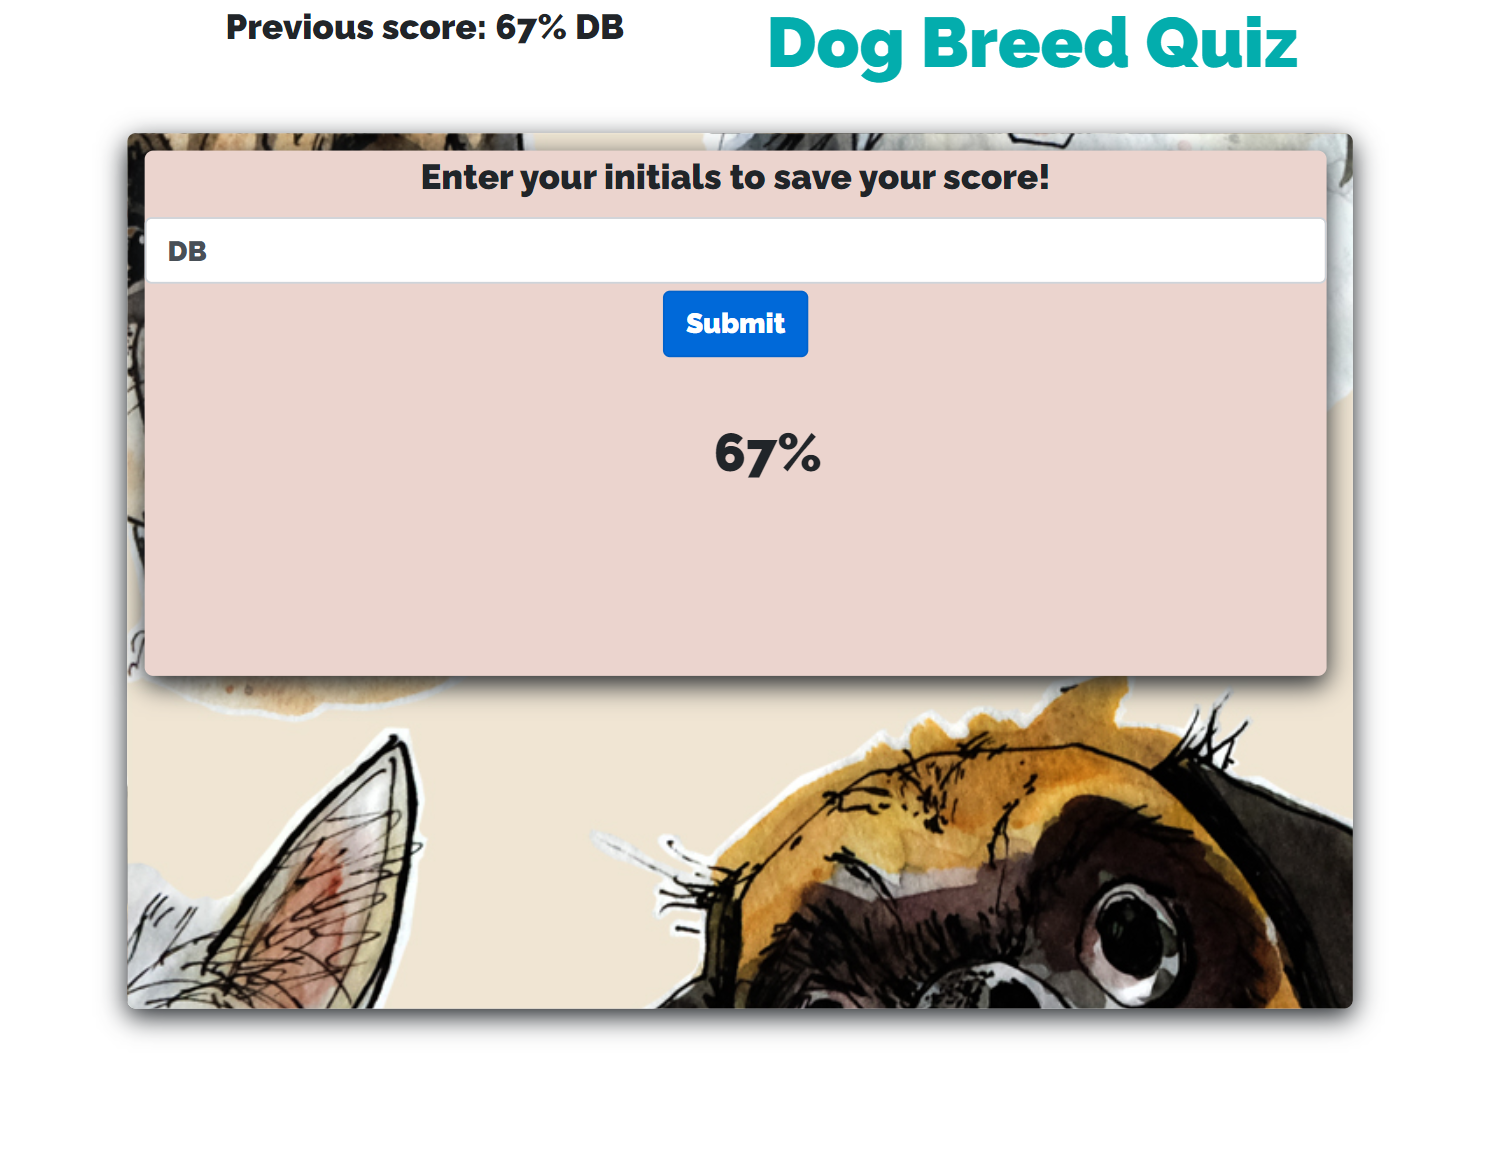 Previous score: 67% DB
Dog Breed Quiz
Enter your initials to save your score!
DB
Submit
67%